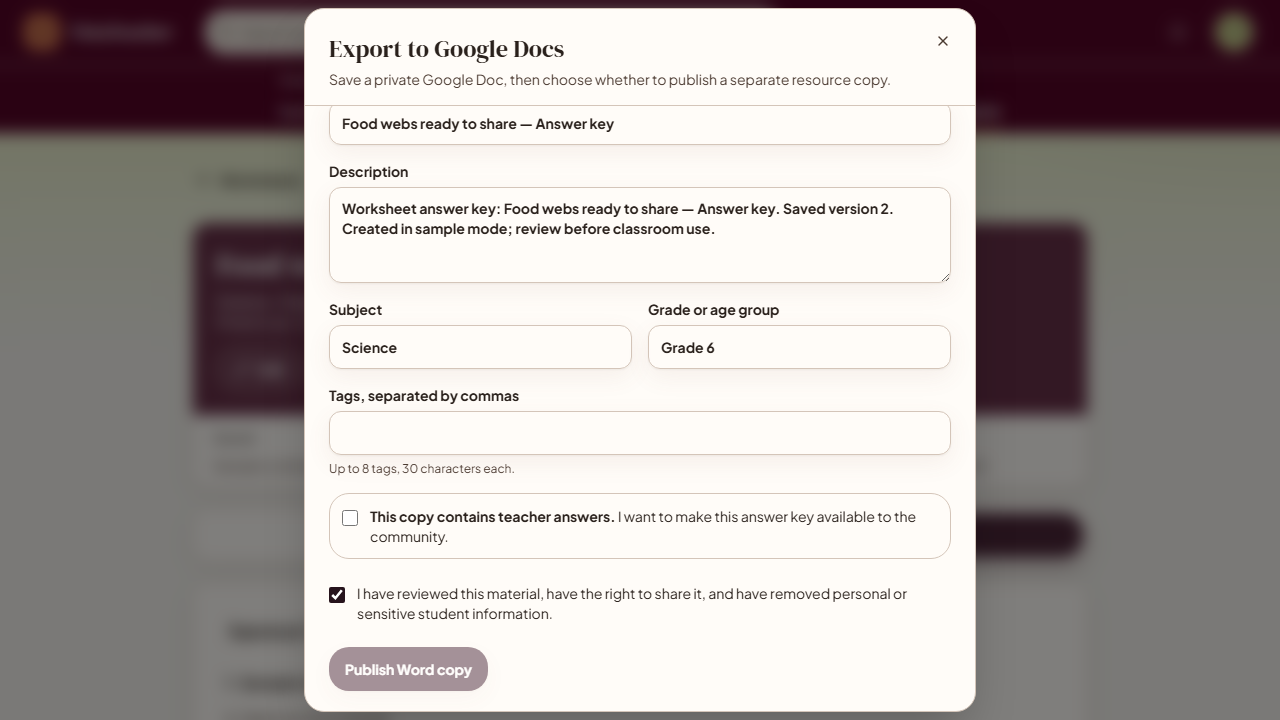 Export to Google Docs
Save a private Google Doc, then choose whether to publish a separate resource copy.
Food webs ready to share — Answer key
Description
Worksheet answer key: Food webs ready to share — Answer key. Saved version 2.
Created in sample mode; review before classroom use.
Subject
Grade or age group
Science
Grade 6
Tags, separated by commas
Up to 8 tags, 30 characters each.
This copy contains teacher answers. I want to make this answer key available to the
community.
I have reviewed this material, have the right to share it, and have removed personal or
sensitive student information.
Publish Word copy